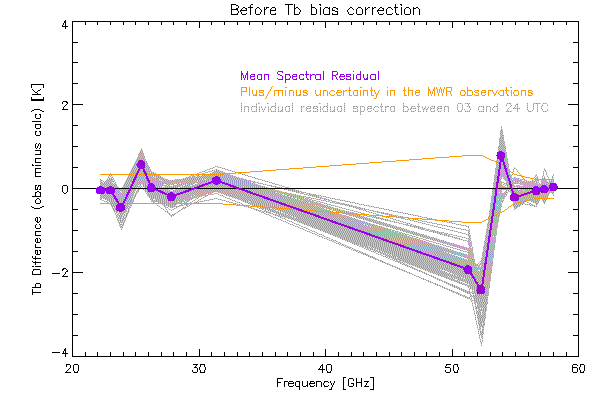 Before Tb bias correction
Tb Difference (obs minus calc) [K]
4
2
0
−2
−4
Mean Spectral Residual
Plus/minus uncertainty in the MWR observations
Individual residual spectra between 03 and 24 UTC
20
30
40
50
60
Frequency [GHz]